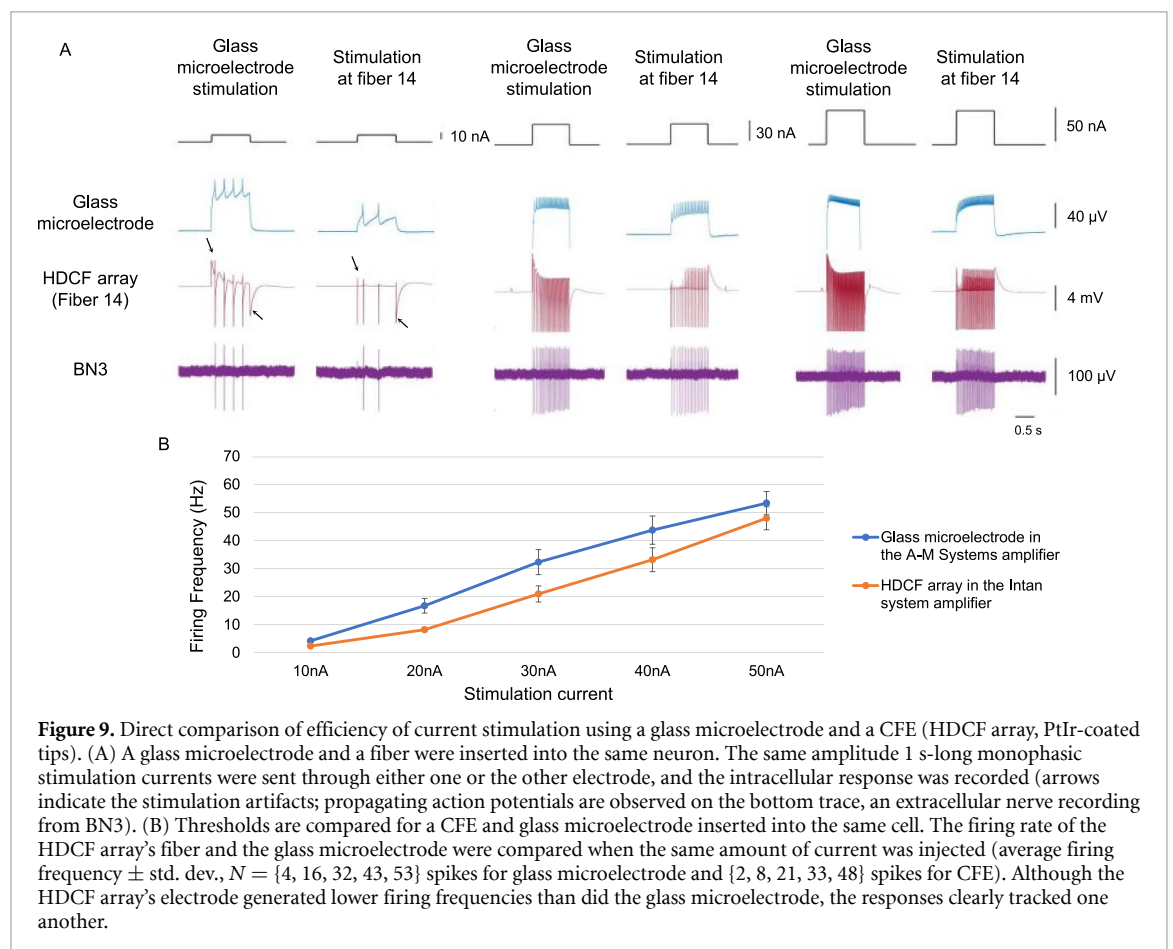 A
Glass
microelectrode
stimulation
Stimulation
at fiber 14
Glass
microelectrode
stimulation
Stimulation
at fiber 14
Glass
microelectrode
stimulation
Stimulation
at fiber 14
10 nA
30 nA
50 nA
Glass
microelectrode
40 µV
HDCF array
(Fiber 14)
4 mV
BN3
100 µV
0.5 s
B
Firing Frequency (Hz)
70
60
50
40
30
20
10
0
10nA 20nA 30nA 40nA 50nA
Stimulation current
Glass microelectrode in
the A-M Systems amplifier
HDCF array in the Intan
system amplifier
Figure 9. Direct comparison of efficiency of current stimulation using a glass microelectrode and a CFE (HDCF array, PtIr-coated
tips). (A) A glass microelectrode and a fiber were inserted into the same neuron. The same amplitude 1 s-long monophasic
stimulation currents were sent through either one or the other electrode, and the intracellular response was recorded (arrows
indicate the stimulation artifacts; propagating action potentials are observed on the bottom trace, an extracellular nerve recording
from BN3). (B) Thresholds are compared for a CFE and glass microelectrode inserted into the same cell. The firing rate of the
HDCF array's fiber and the glass microelectrode were compared when the same amount of current was injected (average firing
frequency ± std. dev., N = {4, 16, 32, 43, 53} spikes for glass microelectrode and {2, 8, 21, 33, 48} spikes for CFE). Although the
HDCF array's electrode generated lower firing frequencies than did the glass microelectrode, the responses clearly tracked one
another.